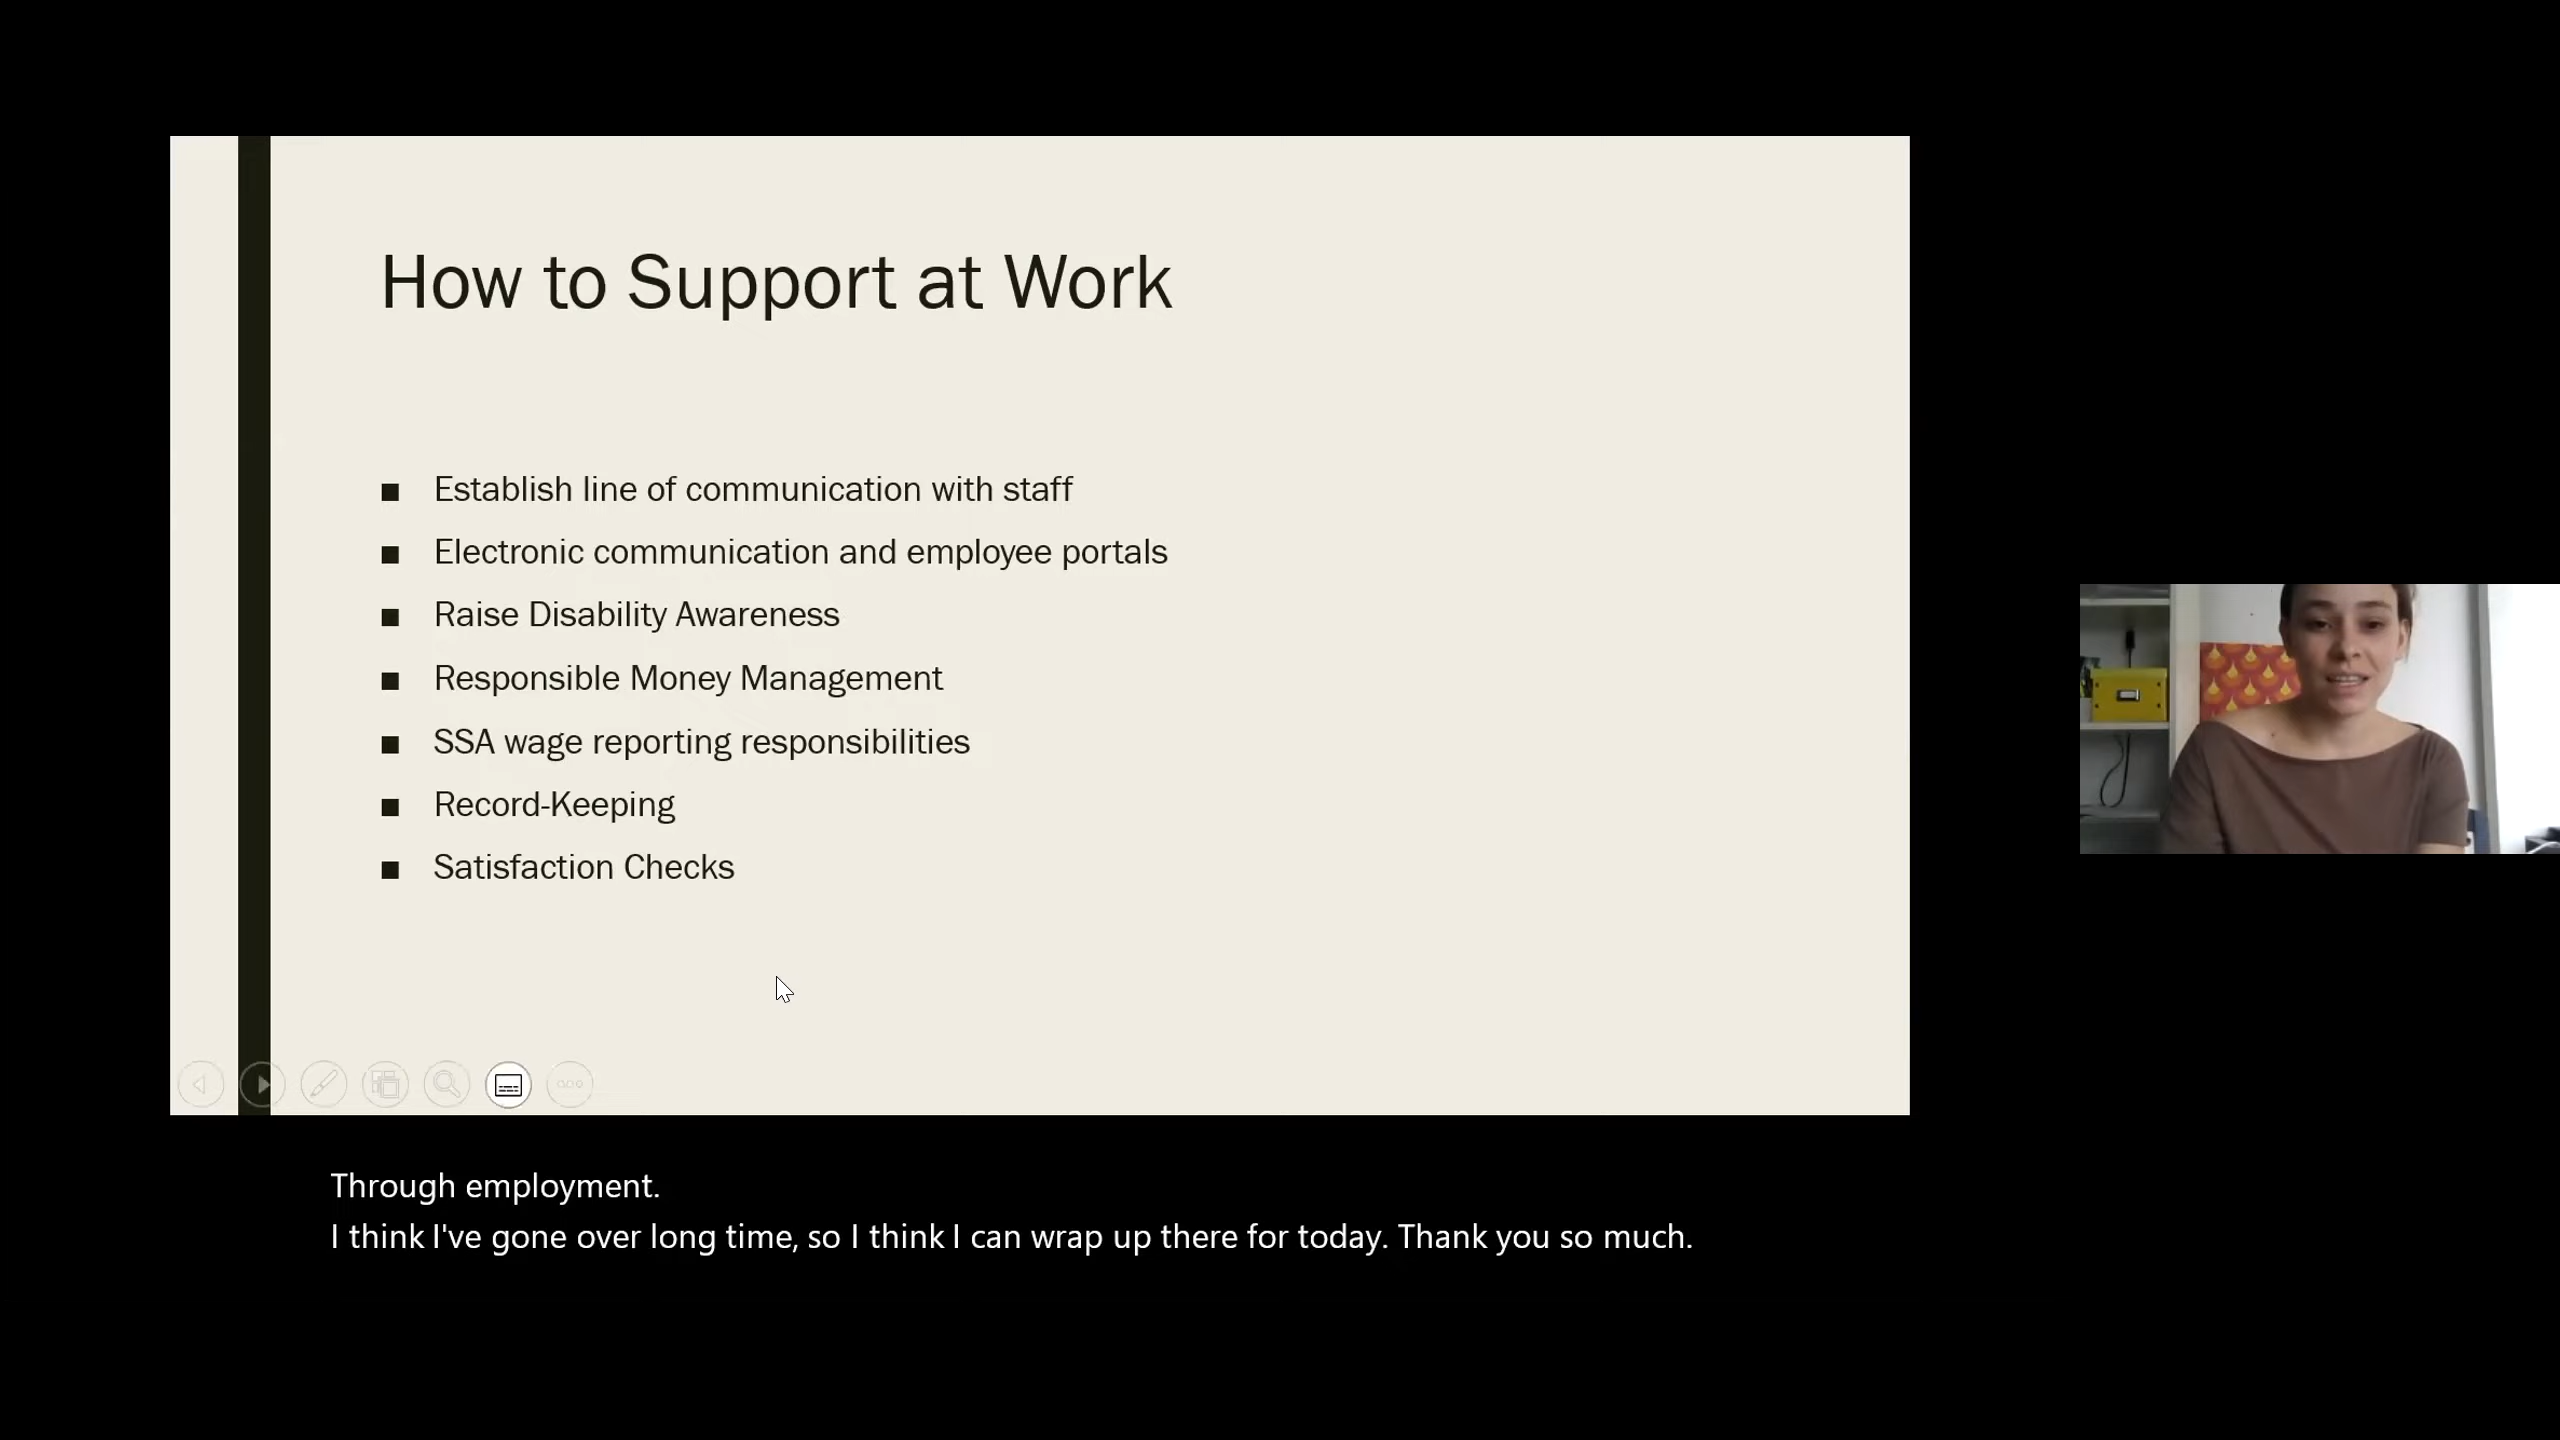 How to Support at Work
Establish line of communication with staff
Electronic communication and employee portals
Raise Disability Awareness
Responsible Money Management
SSA wage reporting responsibilities
Record-Keeping
Satisfaction Checks
Through employment.
I think I've gone over long time, so I think I can wrap up there for today. Thank you so much.